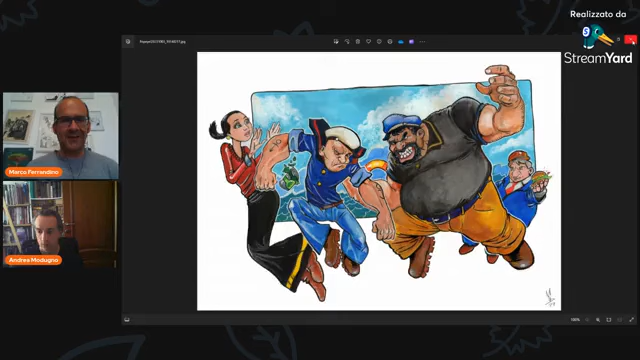 Realizzato da
StreamYard
Marco Ferrandino
Andrea Modugno
100%